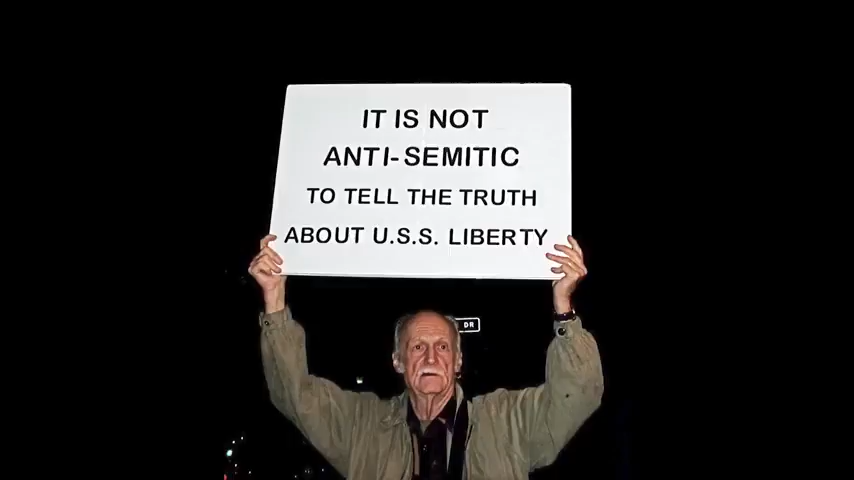 IT IS NOT
ANTI-SEMITIC
TO TELL THE TRUTH
ABOUT U.S.S. LIBERTY
DR